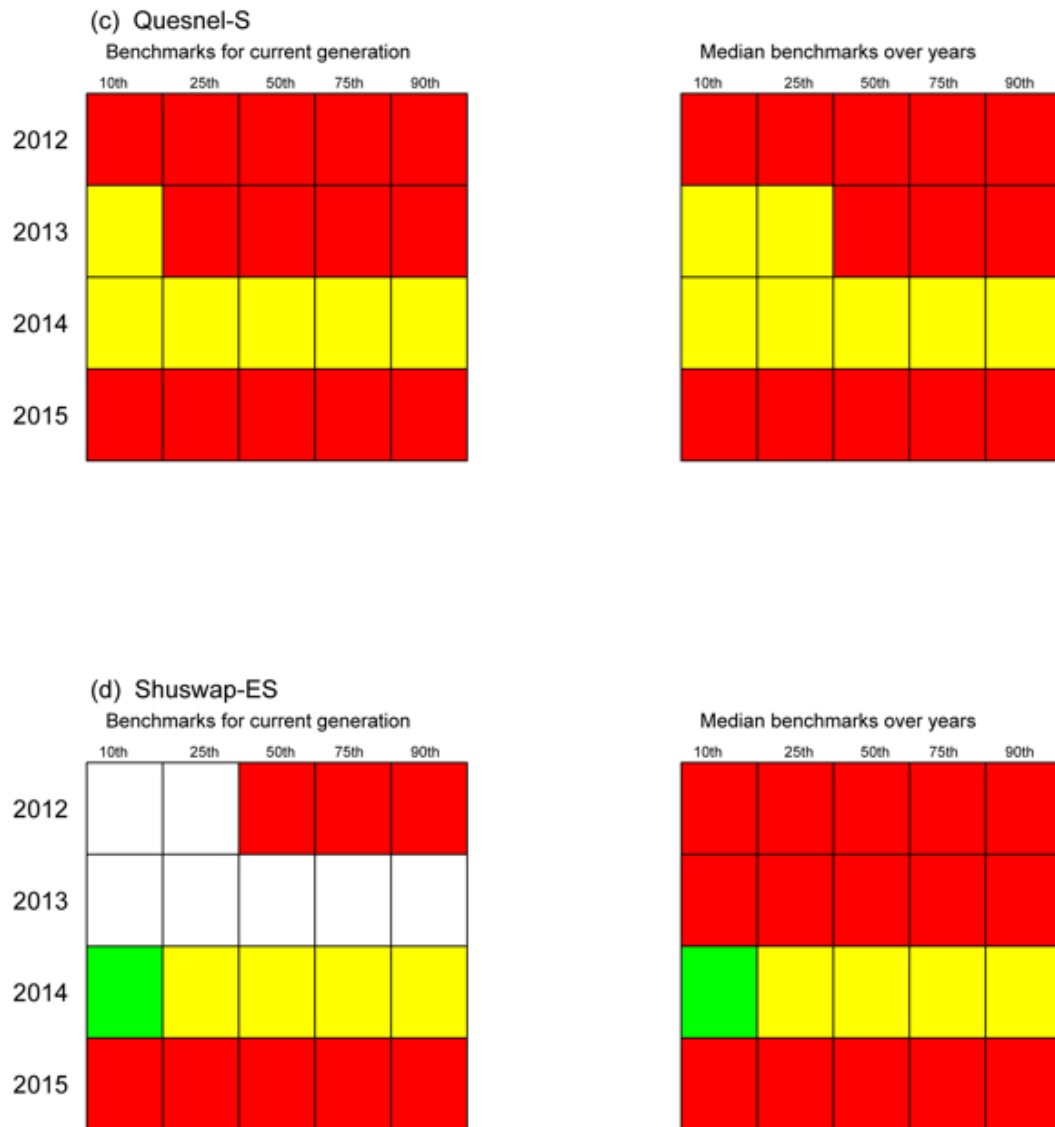 (c) Quesnel-S
Benchmarks for current generation
Median benchmarks over years
10th 25th 50th 75th 90th
10th 25th 50th 75th 90th
2012
2013
2014
2015
(d) Shuswap-ES
Benchmarks for current generation
Median benchmarks over years
10th 25th 50th 75th 90th
10th 25th 50th 75th 90th
2012
2013
2014
2015